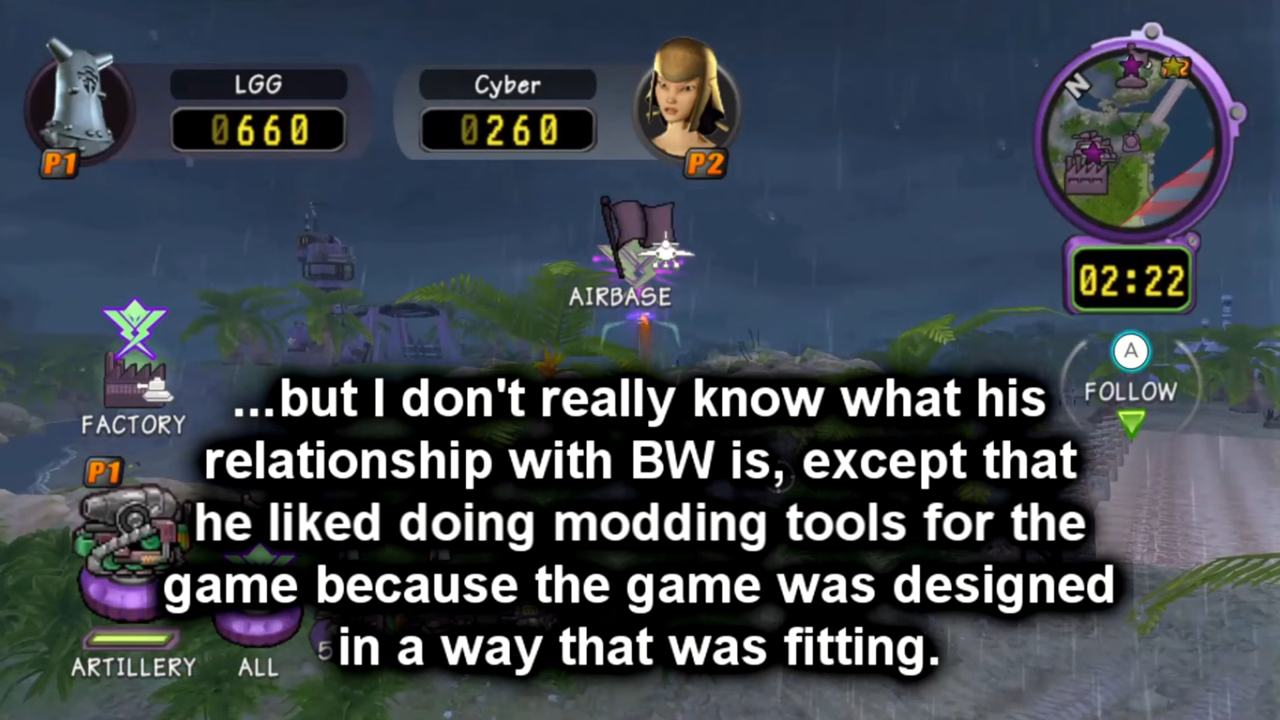 LGG
Cyber
0660
0260
P1
P2
N
2
02:22
AIRBASE
A
FOLLOW
FACTORY
...but I don't really know what his
relationship with BW is, except that
he liked doing modding tools for the
game because the game was designed
in a way that was fitting.
P1
5
ARTILLERY
ALL